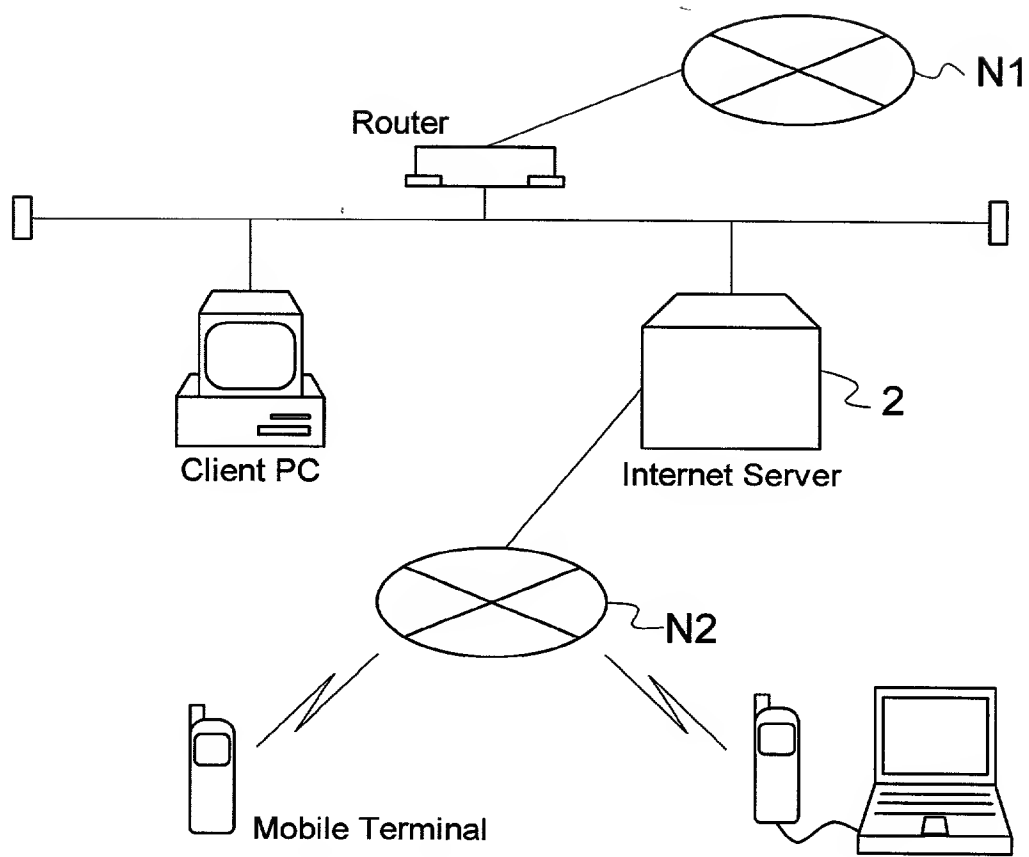 N1
Router
2
Client PC
Internet Server
N2
Mobile Terminal